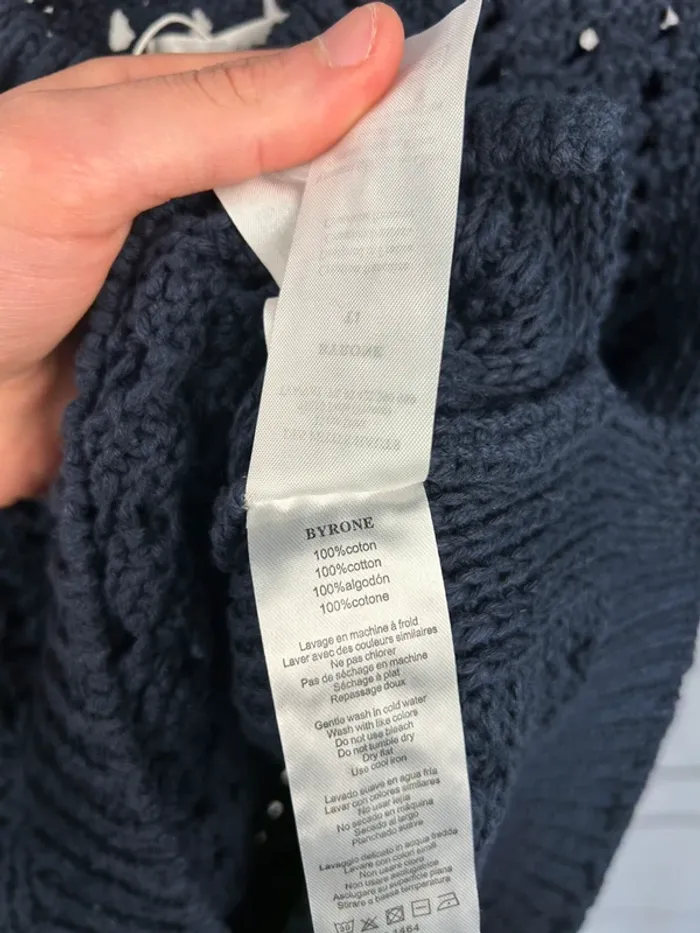 BYRONE
100%coton
100%cotton
100%algodón
100%cotone
Lavage en machine à froid
Laver avec des couleurs similaires
Ne pas chlorer
Pas de séchage en machine
Séchage à plat
Repassage doux
Gentle wash in cold water
Wash with like colors
Do not use bleach
Do not tumble dry
Dry flat
Use cool iron
Lavado suave en agua fría
Lavar con colores similares
No usar lejía
No secado en máquina
Secado al largo
Planchado suave
Lavaggio delicato in acqua fredda
Lavare con colori simili
Non usare cloro
Non usare asciugatrice
Asciugare su superficie piana
Stirare a bassa temperatura
1464